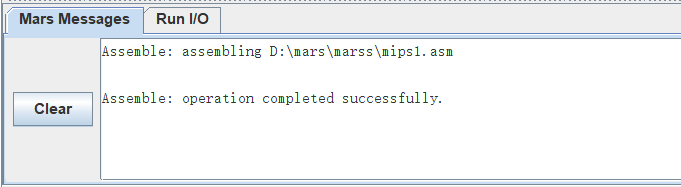 Mars Messages Run I/O
Assemble: assembling D:\mars\marss\mips1.asm
Assemble: operation completed successfully.
Clear